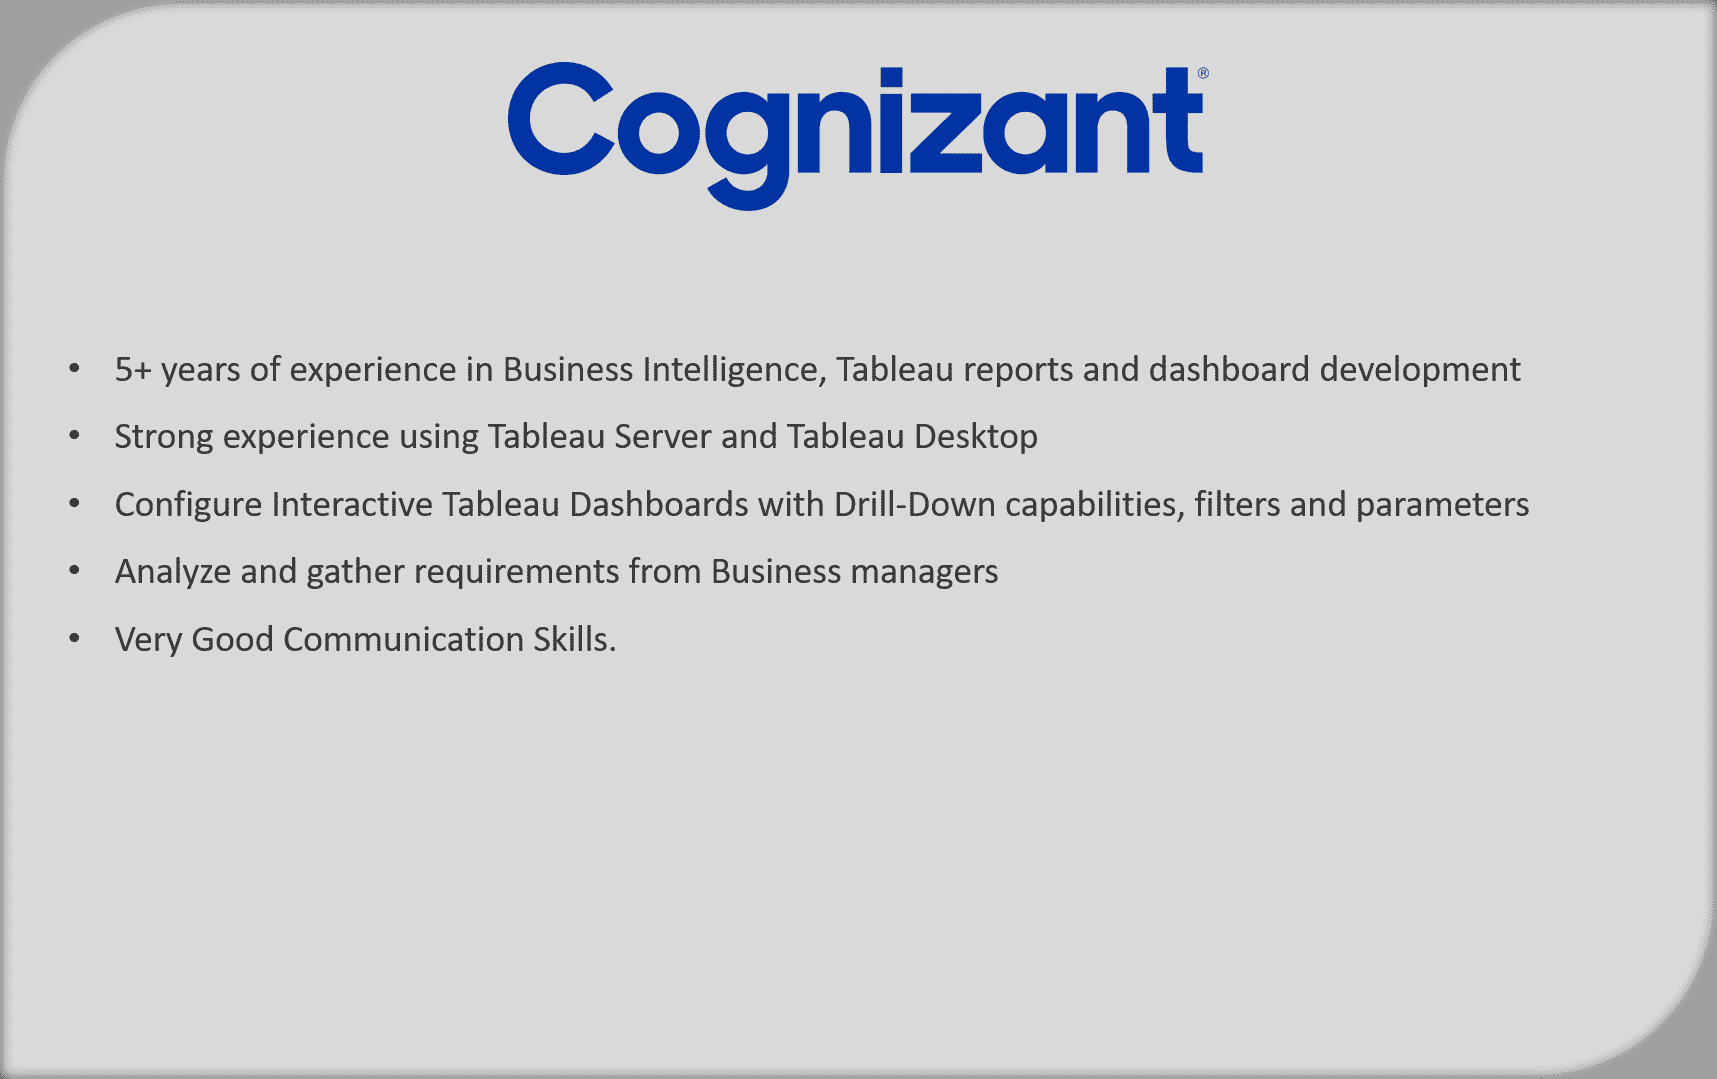 Cognizant®
• 5+ years of experience in Business Intelligence, Tableau reports and dashboard development
• Strong experience using Tableau Server and Tableau Desktop
• Configure Interactive Tableau Dashboards with Drill-Down capabilities, filters and parameters
• Analyze and gather requirements from Business managers
• Very Good Communication Skills.